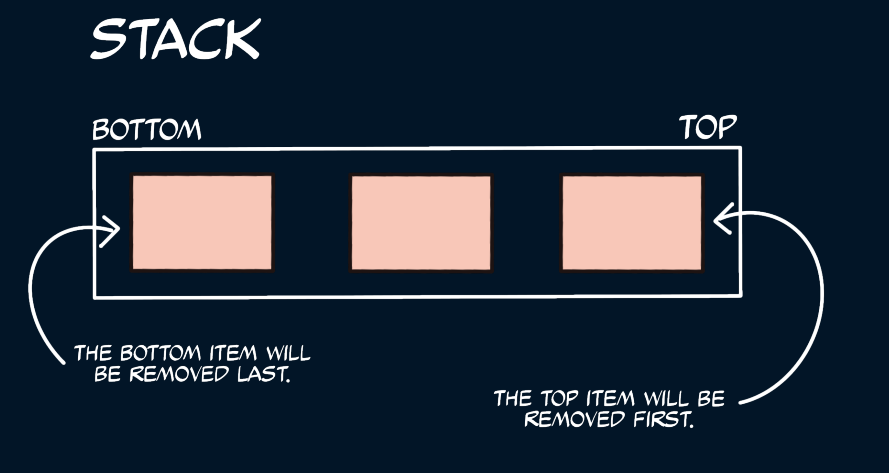 STACK
BOTTOM
TOP
THE BOTTOM ITEM WILL
BE REMOVED LAST.
THE TOP ITEM WILL BE
REMOVED FIRST.